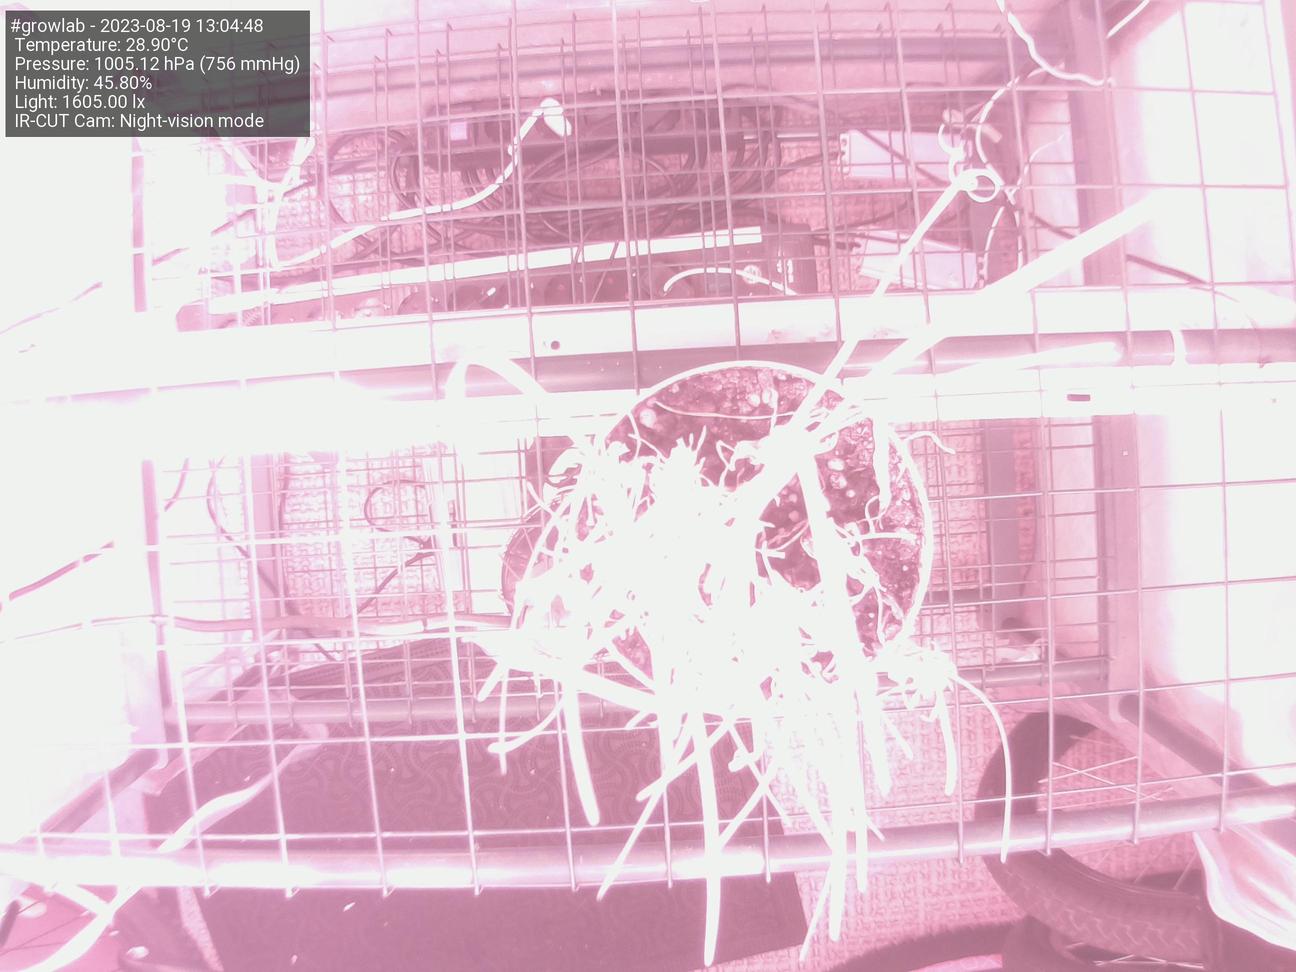 #growlab - 2023-08-19 13:04:48
Temperature: 28.90°C
Pressure: 1005.12 hPa (756 mmHg)
Humidity: 45.80%
Light: 1605.00 lx
IR-CUT Cam: Night-vision mode